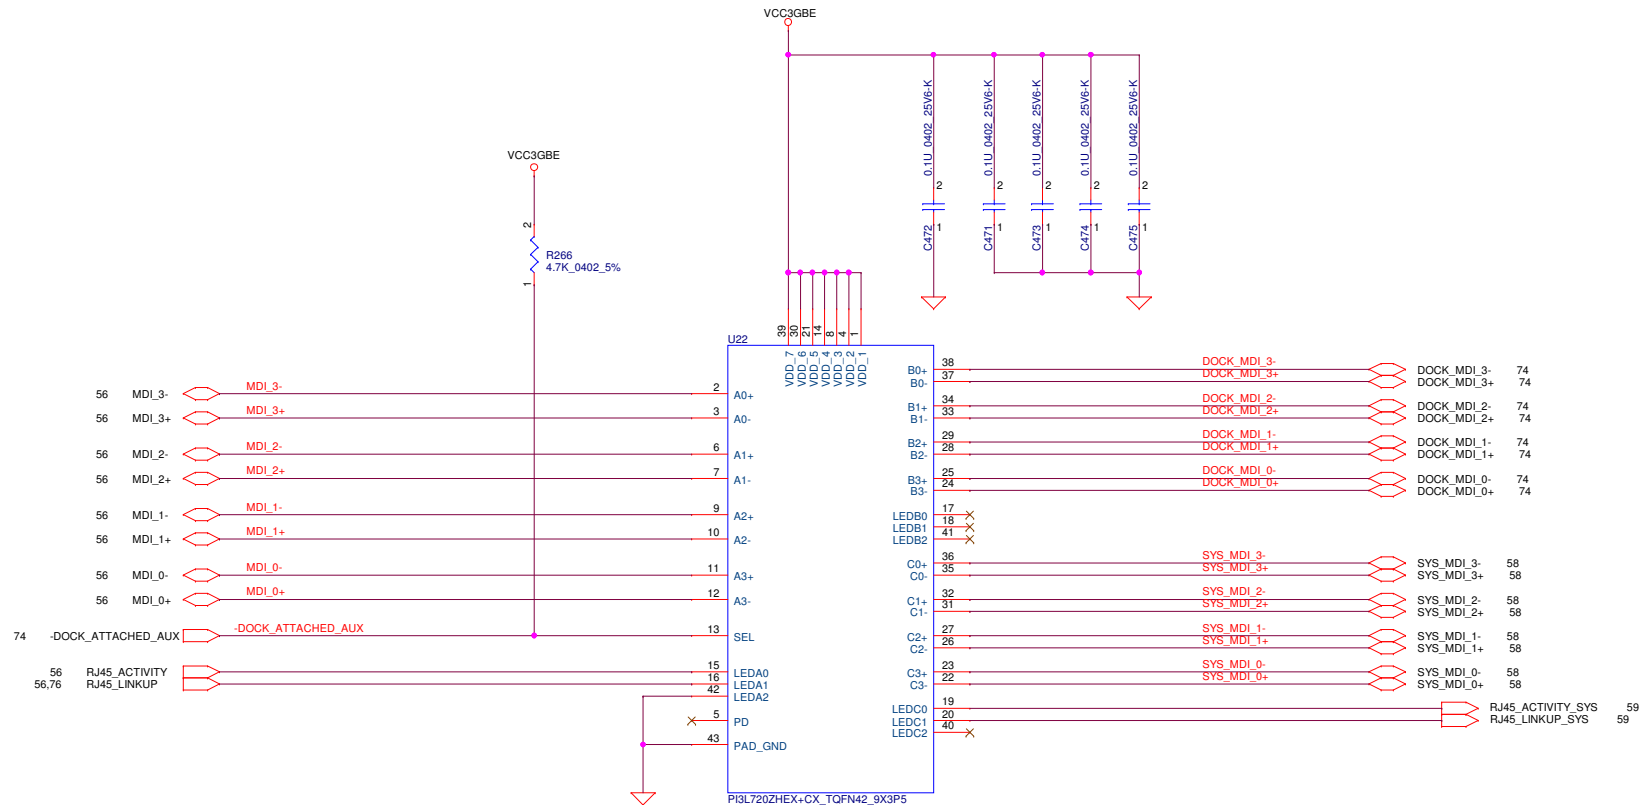 VCC3GBE
0.1U_0402_25V6-K
0.1U_0402_25V6-K
0.1U_0402_25V6-K
0.1U_0402_25V6-K
0.1U_0402_25V6-K
2
2
2
2
2
C472
1
C471
1
C473
1
C474
1
C475
1
VCC3GBE
2
R266
4.7K_0402_5%
1
39
30
21
14
8
4
1
U22
VDD_7
VDD_6
VDD_5
VDD_4
VDD_3
VDD_2
VDD_1
56 MDI_3- MDI_3- 2 A0+
56 MDI_3+ MDI_3+ 3 A0-
56 MDI_2- MDI_2- 6 A1+
56 MDI_2+ MDI_2+ 7 A1-
56 MDI_1- MDI_1- 9 A2+
56 MDI_1+ MDI_1+ 10 A2-
56 MDI_0- MDI_0- 11 A3+
56 MDI_0+ MDI_0+ 12 A3-
74 -DOCK_ATTACHED_AUX -DOCK_ATTACHED_AUX 13 SEL
56 RJ45_ACTIVITY 15 LEDA0
56,76 RJ45_LINKUP 16 LEDA1
42 LEDA2
5 PD
43 PAD_GND
B0+ 38 DOCK_MDI_3- DOCK_MDI_3- 74
B0- 37 DOCK_MDI_3+ DOCK_MDI_3+ 74
B1+ 34 DOCK_MDI_2- DOCK_MDI_2- 74
B1- 33 DOCK_MDI_2+ DOCK_MDI_2+ 74
B2+ 29 DOCK_MDI_1- DOCK_MDI_1- 74
B2- 28 DOCK_MDI_1+ DOCK_MDI_1+ 74
B3+ 25 DOCK_MDI_0- DOCK_MDI_0- 74
B3- 24 DOCK_MDI_0+ DOCK_MDI_0+ 74
LEDB0 17
LEDB1 18
LEDB2 41
C0+ 36 SYS_MDI_3- SYS_MDI_3- 58
C0- 35 SYS_MDI_3+ SYS_MDI_3+ 58
C1+ 32 SYS_MDI_2- SYS_MDI_2- 58
C1- 31 SYS_MDI_2+ SYS_MDI_2+ 58
C2+ 27 SYS_MDI_1- SYS_MDI_1- 58
C2- 26 SYS_MDI_1+ SYS_MDI_1+ 58
C3+ 23 SYS_MDI_0- SYS_MDI_0- 58
C3- 22 SYS_MDI_0+ SYS_MDI_0+ 58
LEDC0 19 RJ45_ACTIVITY_SYS 59
LEDC1 20 RJ45_LINKUP_SYS 59
LEDC2 40
PI3L720ZHEX+CX_TQFN42_9X3P5